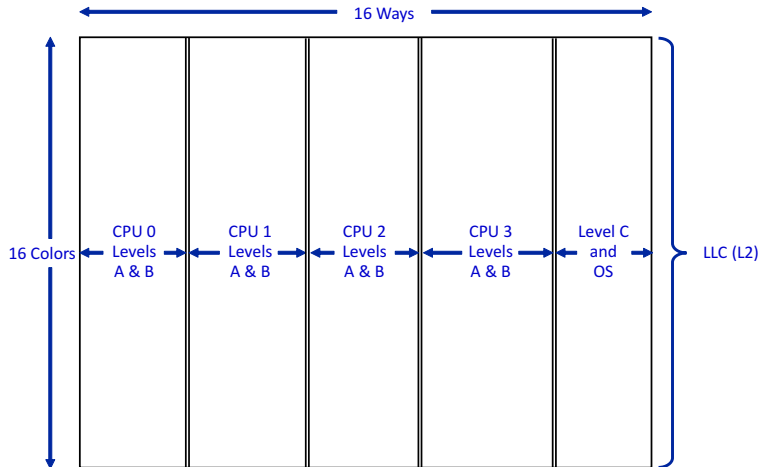 16 Ways
16 Colors
CPU 0
Levels
A & B
CPU 1
Levels
A & B
CPU 2
Levels
A & B
CPU 3
Levels
A & B
Level C
and
OS
LLC (L2)